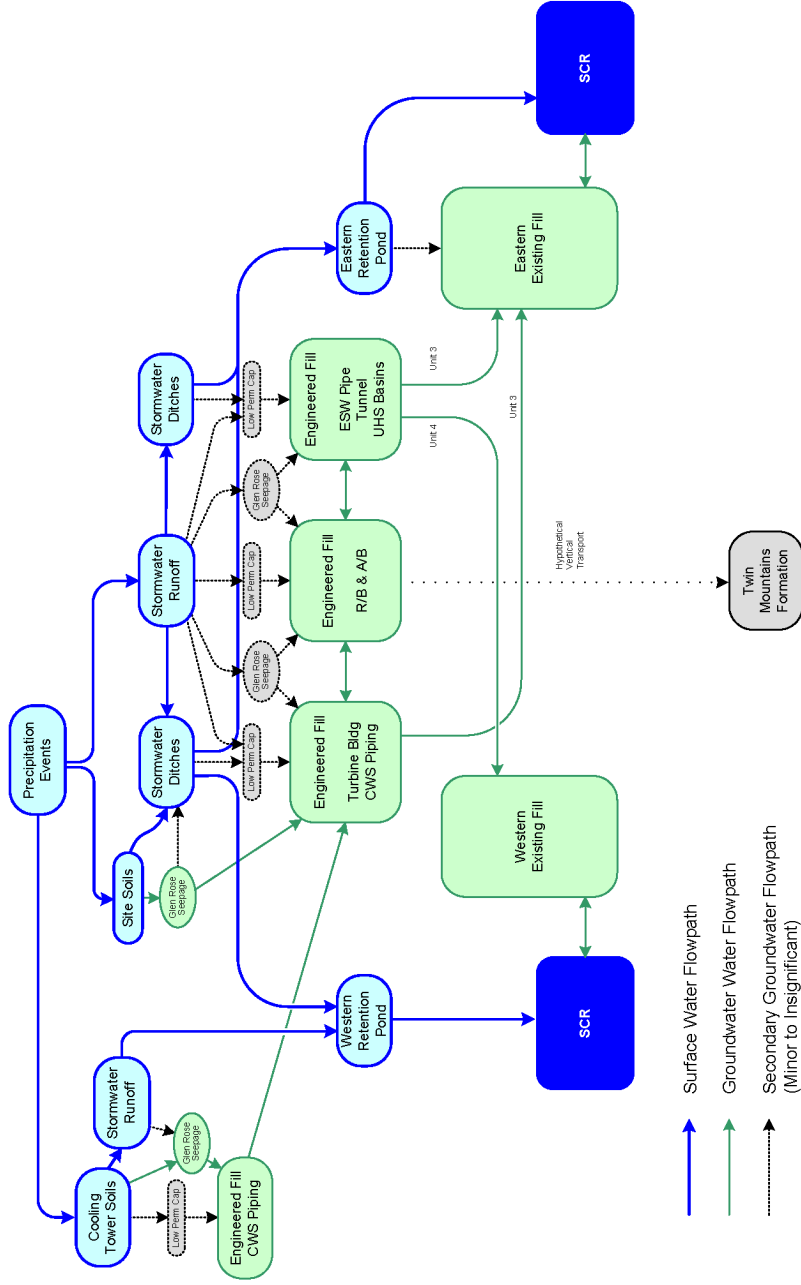 Precipitation
Events
Cooling
Tower Soils
Stormwater
Runoff
Site Soils
Stormwater
Ditches
Stormwater
Runoff
Stormwater
Ditches
Low Perm Cap
Glen Rose
Seepage
Glen Rose
Seepage
Low Perm Cap
Glen Rose
Seepage
Low Perm Cap
Glen Rose
Seepage
Low Perm Cap
Engineered Fill
CWS Piping
Western
Retention
Pond
Engineered Fill
Turbine Bldg
CWS Piping
Engineered Fill
R/B & A/B
Engineered Fill
ESW Pipe
Tunnel
UHS Basins
Eastern
Retention
Pond
Unit 4
Unit 3
Unit 3
SCR
Western
Existing Fill
Hypothetical
Vertical
Transport
Eastern
Existing Fill
SCR
Twin
Mountains
Formation
Surface Water Flowpath
Groundwater Water Flowpath
Secondary Groundwater Flowpath
(Minor to Insignificant)